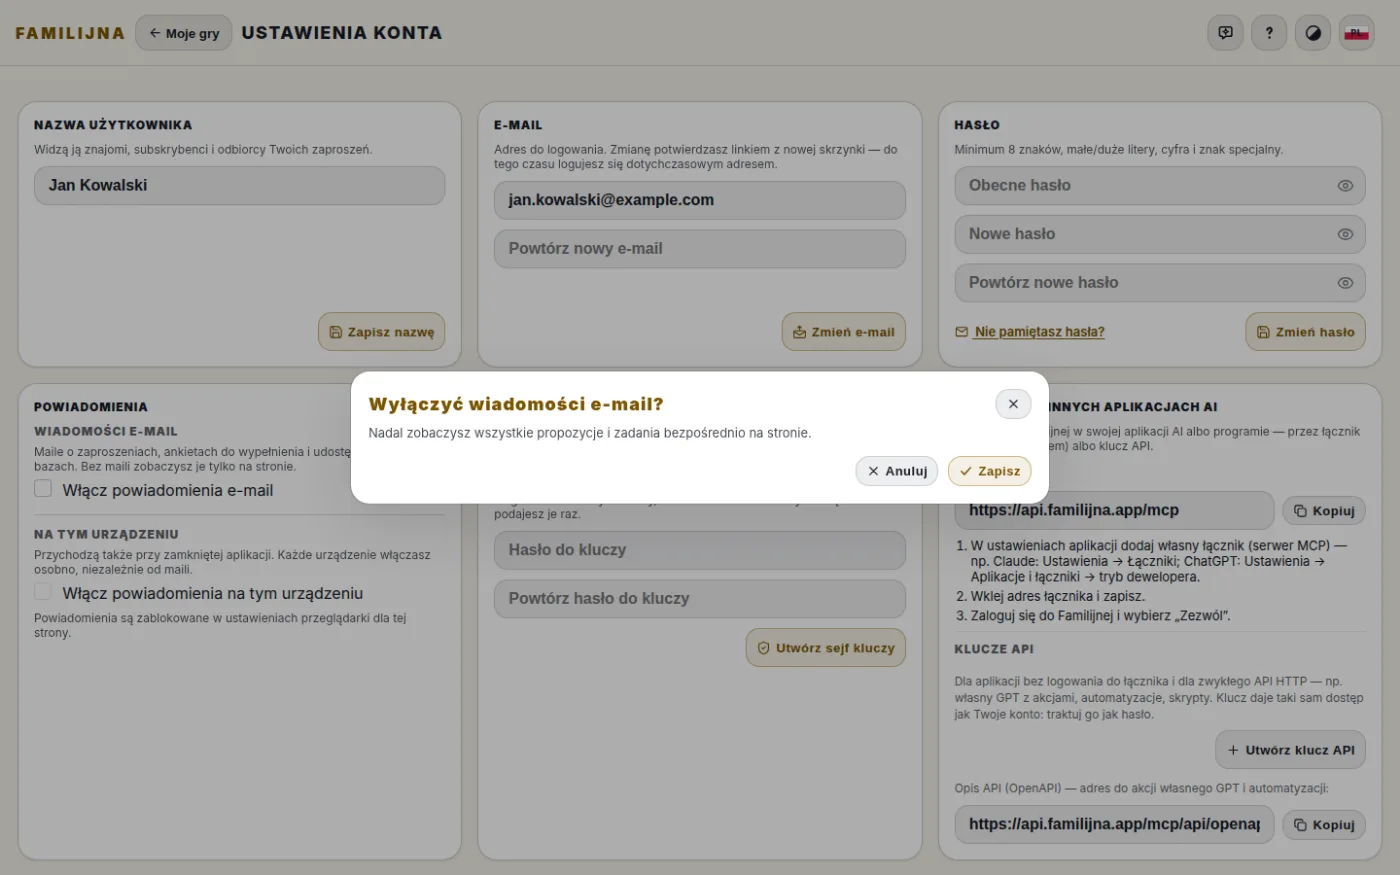 FAMILIJNA
← Moje gry
USTAWIENIA KONTA
?
PL
NAZWA UŻYTKOWNIKA
Widzą ją znajomi, subskrybenci i odbiorcy Twoich zaproszeń.
Jan Kowalski
Zapisz nazwę
E-MAIL
Adres do logowania. Zmianę potwierdzasz linkiem z nowej skrzynki — do
tego czasu logujesz się dotychczasowym adresem.
jan.kowalski@example.com
Powtórz nowy e-mail
Zmień e-mail
HASŁO
Minimum 8 znaków, małe/duże litery, cyfra i znak specjalny.
Obecne hasło
Nowe hasło
Powtórz nowe hasło
Nie pamiętasz hasła?
Zmień hasło
Wyłączyć wiadomości e-mail?
Nadal zobaczysz wszystkie propozycje i zadania bezpośrednio na stronie.
Anuluj
Zapisz
POWIADOMIENIA
WIADOMOŚCI E-MAIL
Maile o zaproszeniach, ankietach do wypełnienia i
bazach. Bez maili zobaczysz je tylko na stronie.
Włącz powiadomienia e-mail
NA TYM URZĄDZENIU
Przychodzą także przy zamkniętej aplikacji. Każde urządzenie włączasz
osobno, niezależnie od maili.
Włącz powiadomienia na tym urządzeniu
Powiadomienia są zablokowane w ustawieniach przeglądarki dla tej
strony.
podajesz je raz.
Hasło do kluczy
Powtórz hasło do kluczy
Utwórz sejf kluczy
INNYCH APLIKACJACH AI
w swojej aplikacji AI albo programie — przez łącznik
albo klucz API.
https://api.familijna.app/mcp
Kopiuj
1. W ustawieniach aplikacji dodaj własny łącznik (serwer MCP) —
np. Claude: Ustawienia → Łączniki; ChatGPT: Ustawienia →
Aplikacje i łączniki → tryb dewelopera.
2. Wklej adres łącznika i zapisz.
3. Zaloguj się do Familijnej i wybierz „Zezwól”.
KLUCZE API
Dla aplikacji bez logowania do łącznika i dla zwykłego API HTTP — np.
własny GPT z akcjami, automatyzacje, skrypty. Klucz daje taki sam dostęp
jak Twoje konto: traktuj go jak hasło.
+ Utwórz klucz API
Opis API (OpenAPI) — adres do akcji własnego GPT i automatyzacji:
https://api.familijna.app/mcp/api/openap
Kopiuj